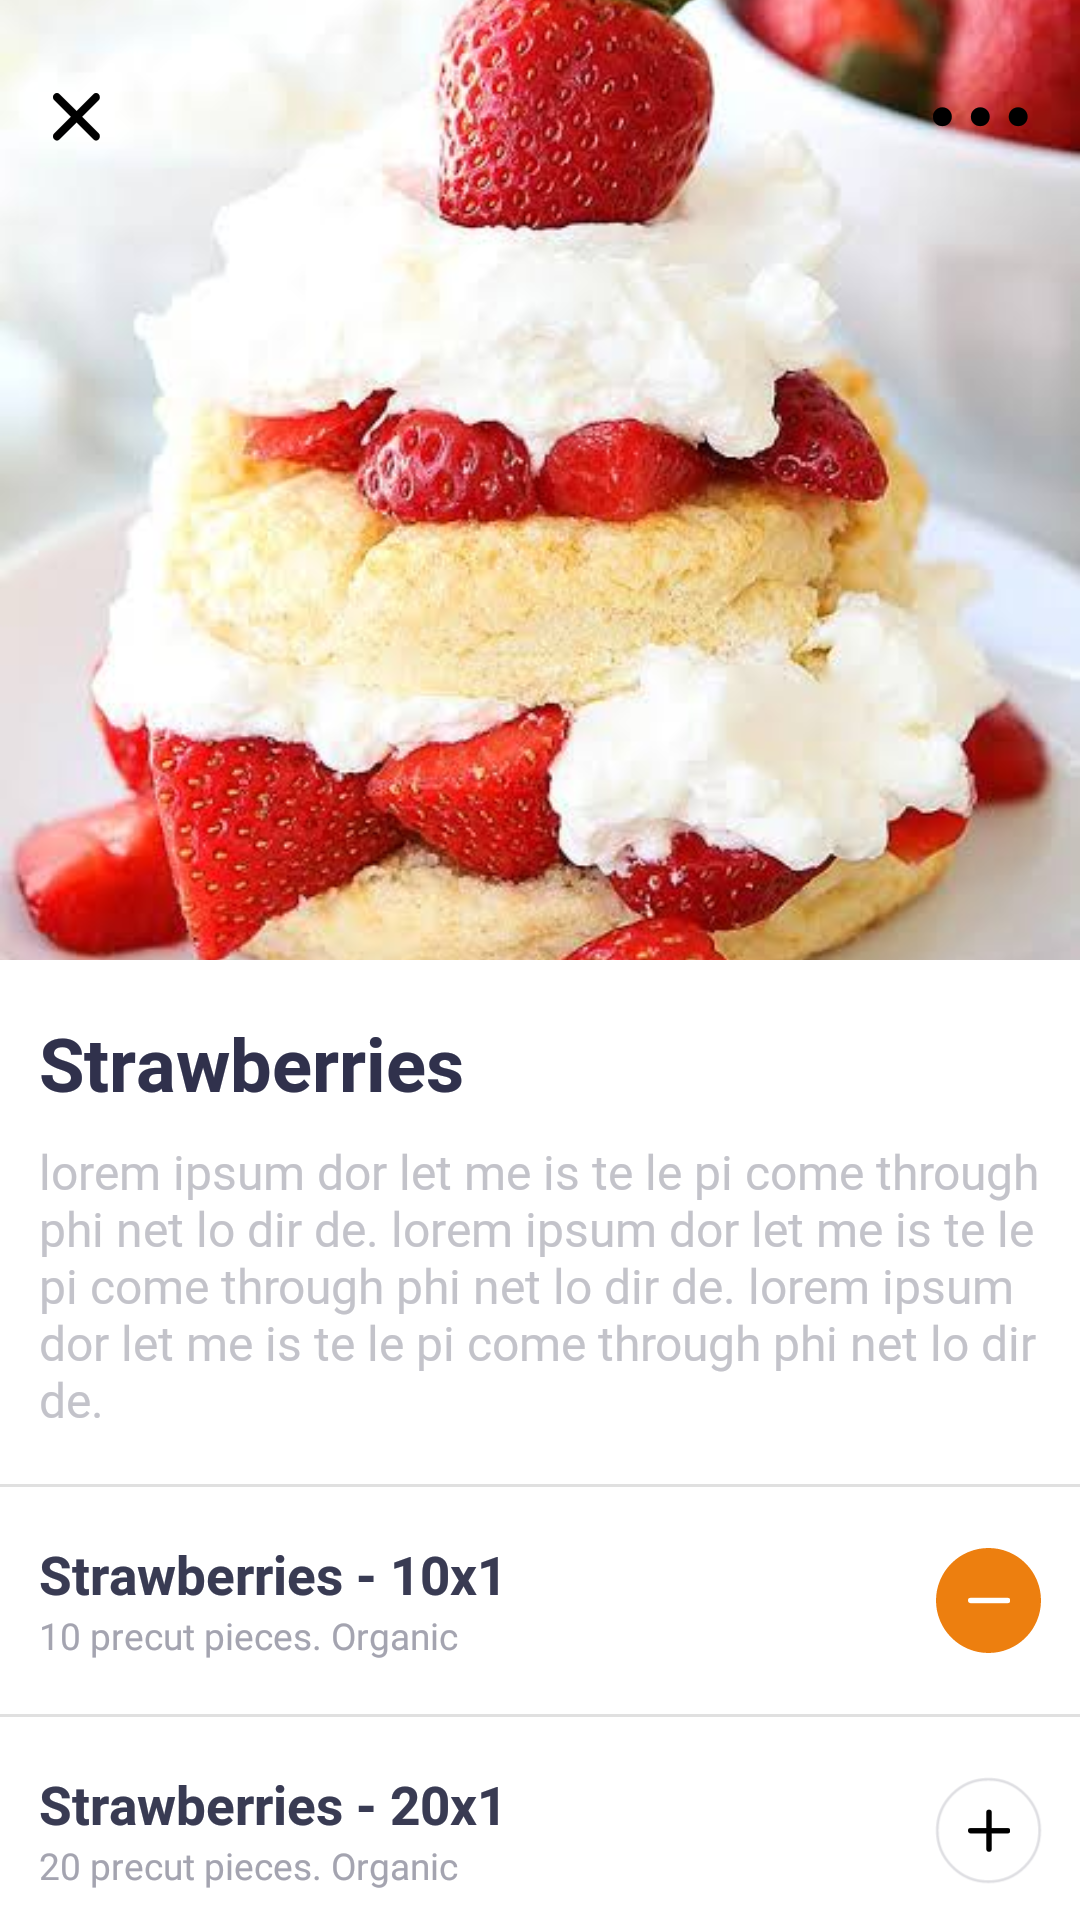 Strawberries
lorem ipsum dor let me is te le pi come through
phi net lo dir de. lorem ipsum dor let me is te le
pi come through phi net lo dir de. lorem ipsum
dor let me is te le pi come through phi net lo dir
de.
Strawberries - 10x1
10 precut pieces. Organic
Strawberries - 20x1
20 precut pieces. Organic